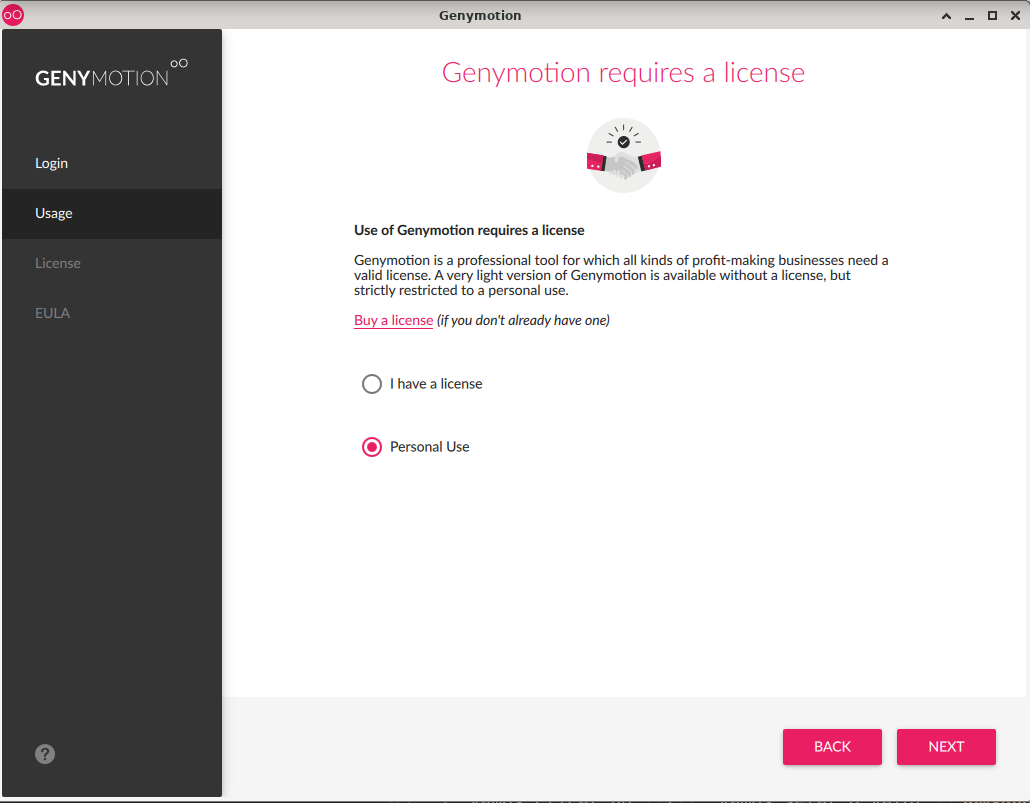 Genymotion
GENYMOTION
Login
Usage
License
EULA
Genymotion requires a license
Use of Genymotion requires a license
Genymotion is a professional tool for which all kinds of profit-making businesses need a
valid license. A very light version of Genymotion is available without a license, but
strictly restricted to a personal use.
Buy a license (if you don't already have one)
I have a license
Personal Use
?
BACK
NEXT